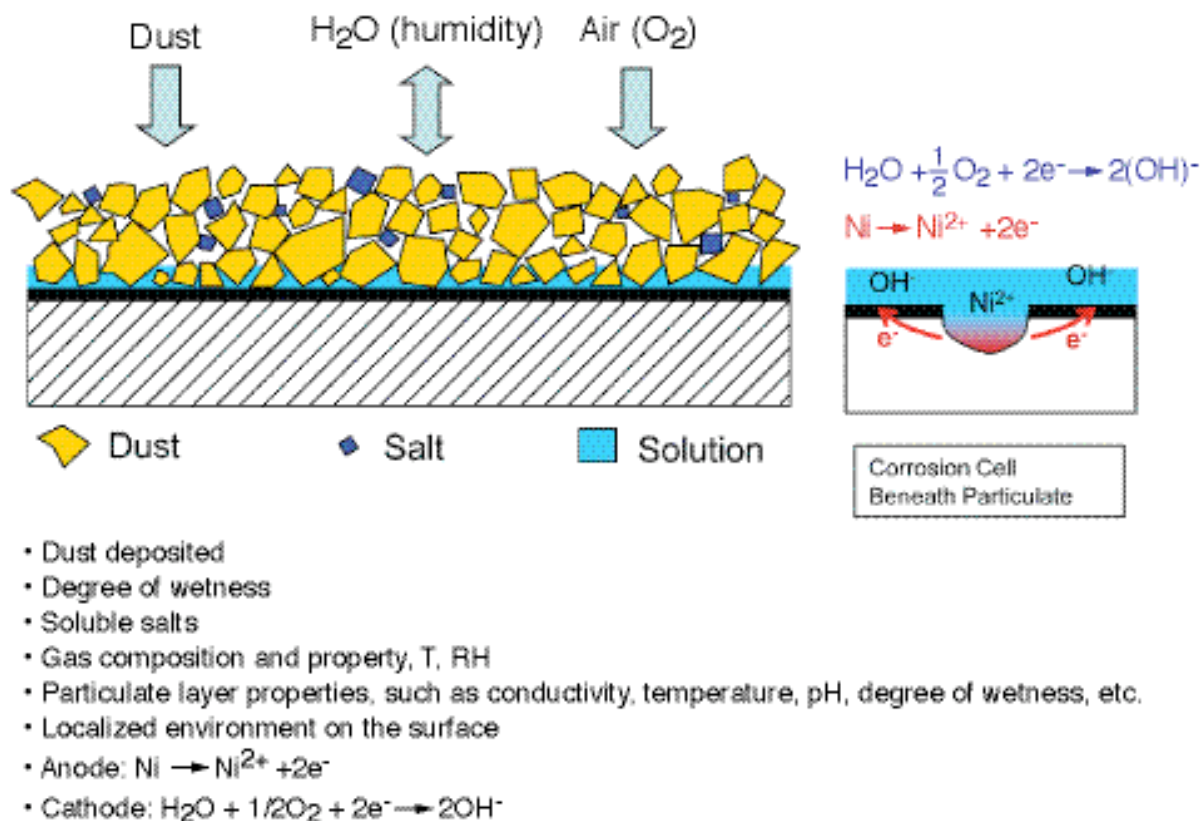 Dust
H₂O (humidity)
Air (O₂)
H₂O + ½ O₂ + 2e⁻ → 2(OH)⁻
Ni → Ni²⁺ +2e⁻
OH⁻
Ni²⁺
OH⁻
e⁻
e⁻
Dust
Salt
Solution
Corrosion Cell
Beneath Particulate
• Dust deposited
• Degree of wetness
• Soluble salts
• Gas composition and property, T, RH
• Particulate layer properties, such as conductivity, temperature, pH, degree of wetness, etc.
• Localized environment on the surface
• Anode: Ni → Ni²⁺ +2e⁻
• Cathode: H₂O + 1/2O₂ + 2e⁻ → 2OH⁻